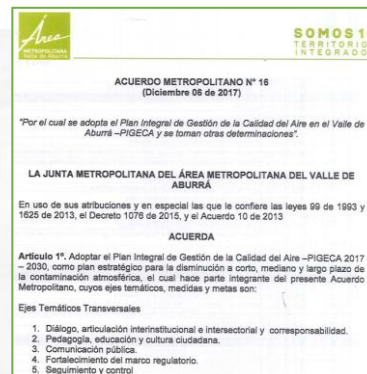 Área
METROPOLITANA
Valle de Aburrá
SOMOS 1
TERRITORIO
INTEGRADO
ACUERDO METROPOLITANO N° 16
(Diciembre 06 de 2017)
"Por el cual se adopta el Plan Integral de Gestión de la Calidad del Aire en el Valle de
Aburrá –PIGECA y se toman otras determinaciones".
LA JUNTA METROPOLITANA DEL ÁREA METROPOLITANA DEL VALLE DE
ABURRÁ
En uso de sus atribuciones y en especial las que le confiere las leyes 99 de 1993 y
1625 de 2013, el Decreto 1076 de 2015, y el Acuerdo 10 de 2013
ACUERDA
Artículo 1º. Adoptar el Plan Integral de Gestión de la Calidad del Aire –PIGECA 2017
– 2030, como plan estratégico para la disminución a corto, mediano y largo plazo de
la contaminación atmosférica, el cual hace parte integrante del presente Acuerdo
Metropolitano, cuyos ejes temáticos, medidas y metas son:
Ejes Temáticos Transversales
1. Diálogo, articulación interinstitucional e intersectorial y corresponsabilidad.
2. Pedagogía, educación y cultura ciudadana.
3. Comunicación pública.
4. Fortalecimiento del marco regulatorio.
5. Seguimiento y control